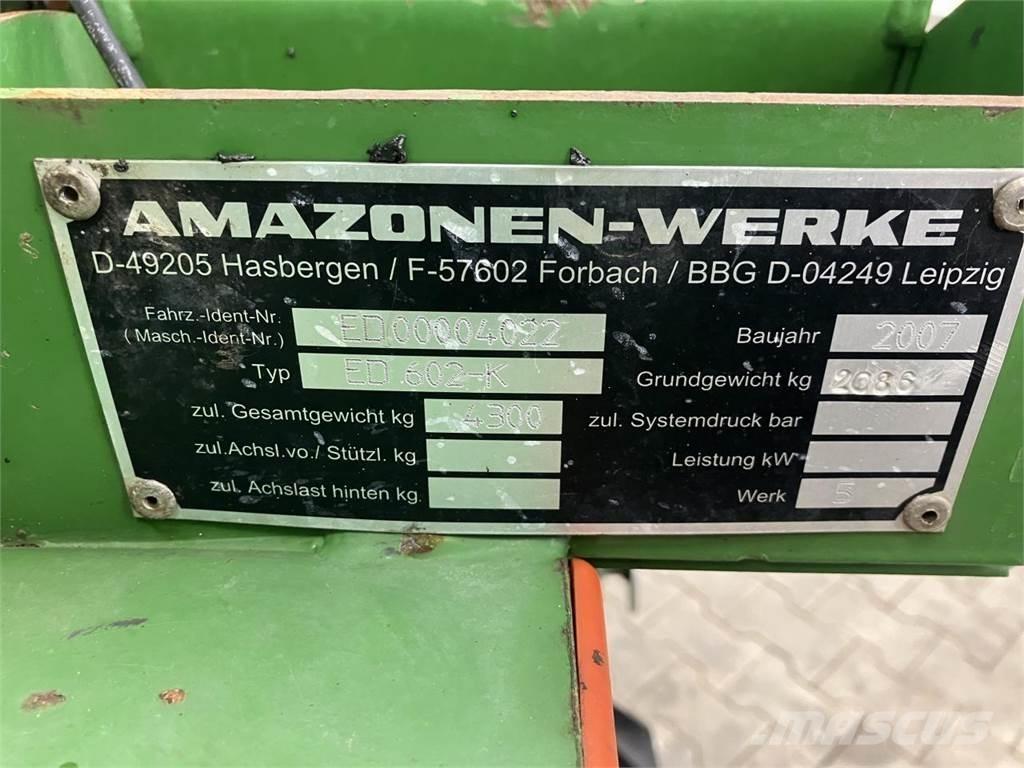 AMAZONEN-WERKE
D-49205 Hasbergen / F-57602 Forbach / BBG D-04249 Leipzig
Fahrz.-Ident-Nr.
(Masch.-Ident-Nr.) ED00004022 Baujahr 2007
Typ ED 602-K Grundgewicht kg 2086
zul. Gesamtgewicht kg 4300 zul. Systemdruck bar
zul.Achsl.vo./ Stützl. kg Leistung kW
zul. Achslast hinten kg Werk 5
MASCUS